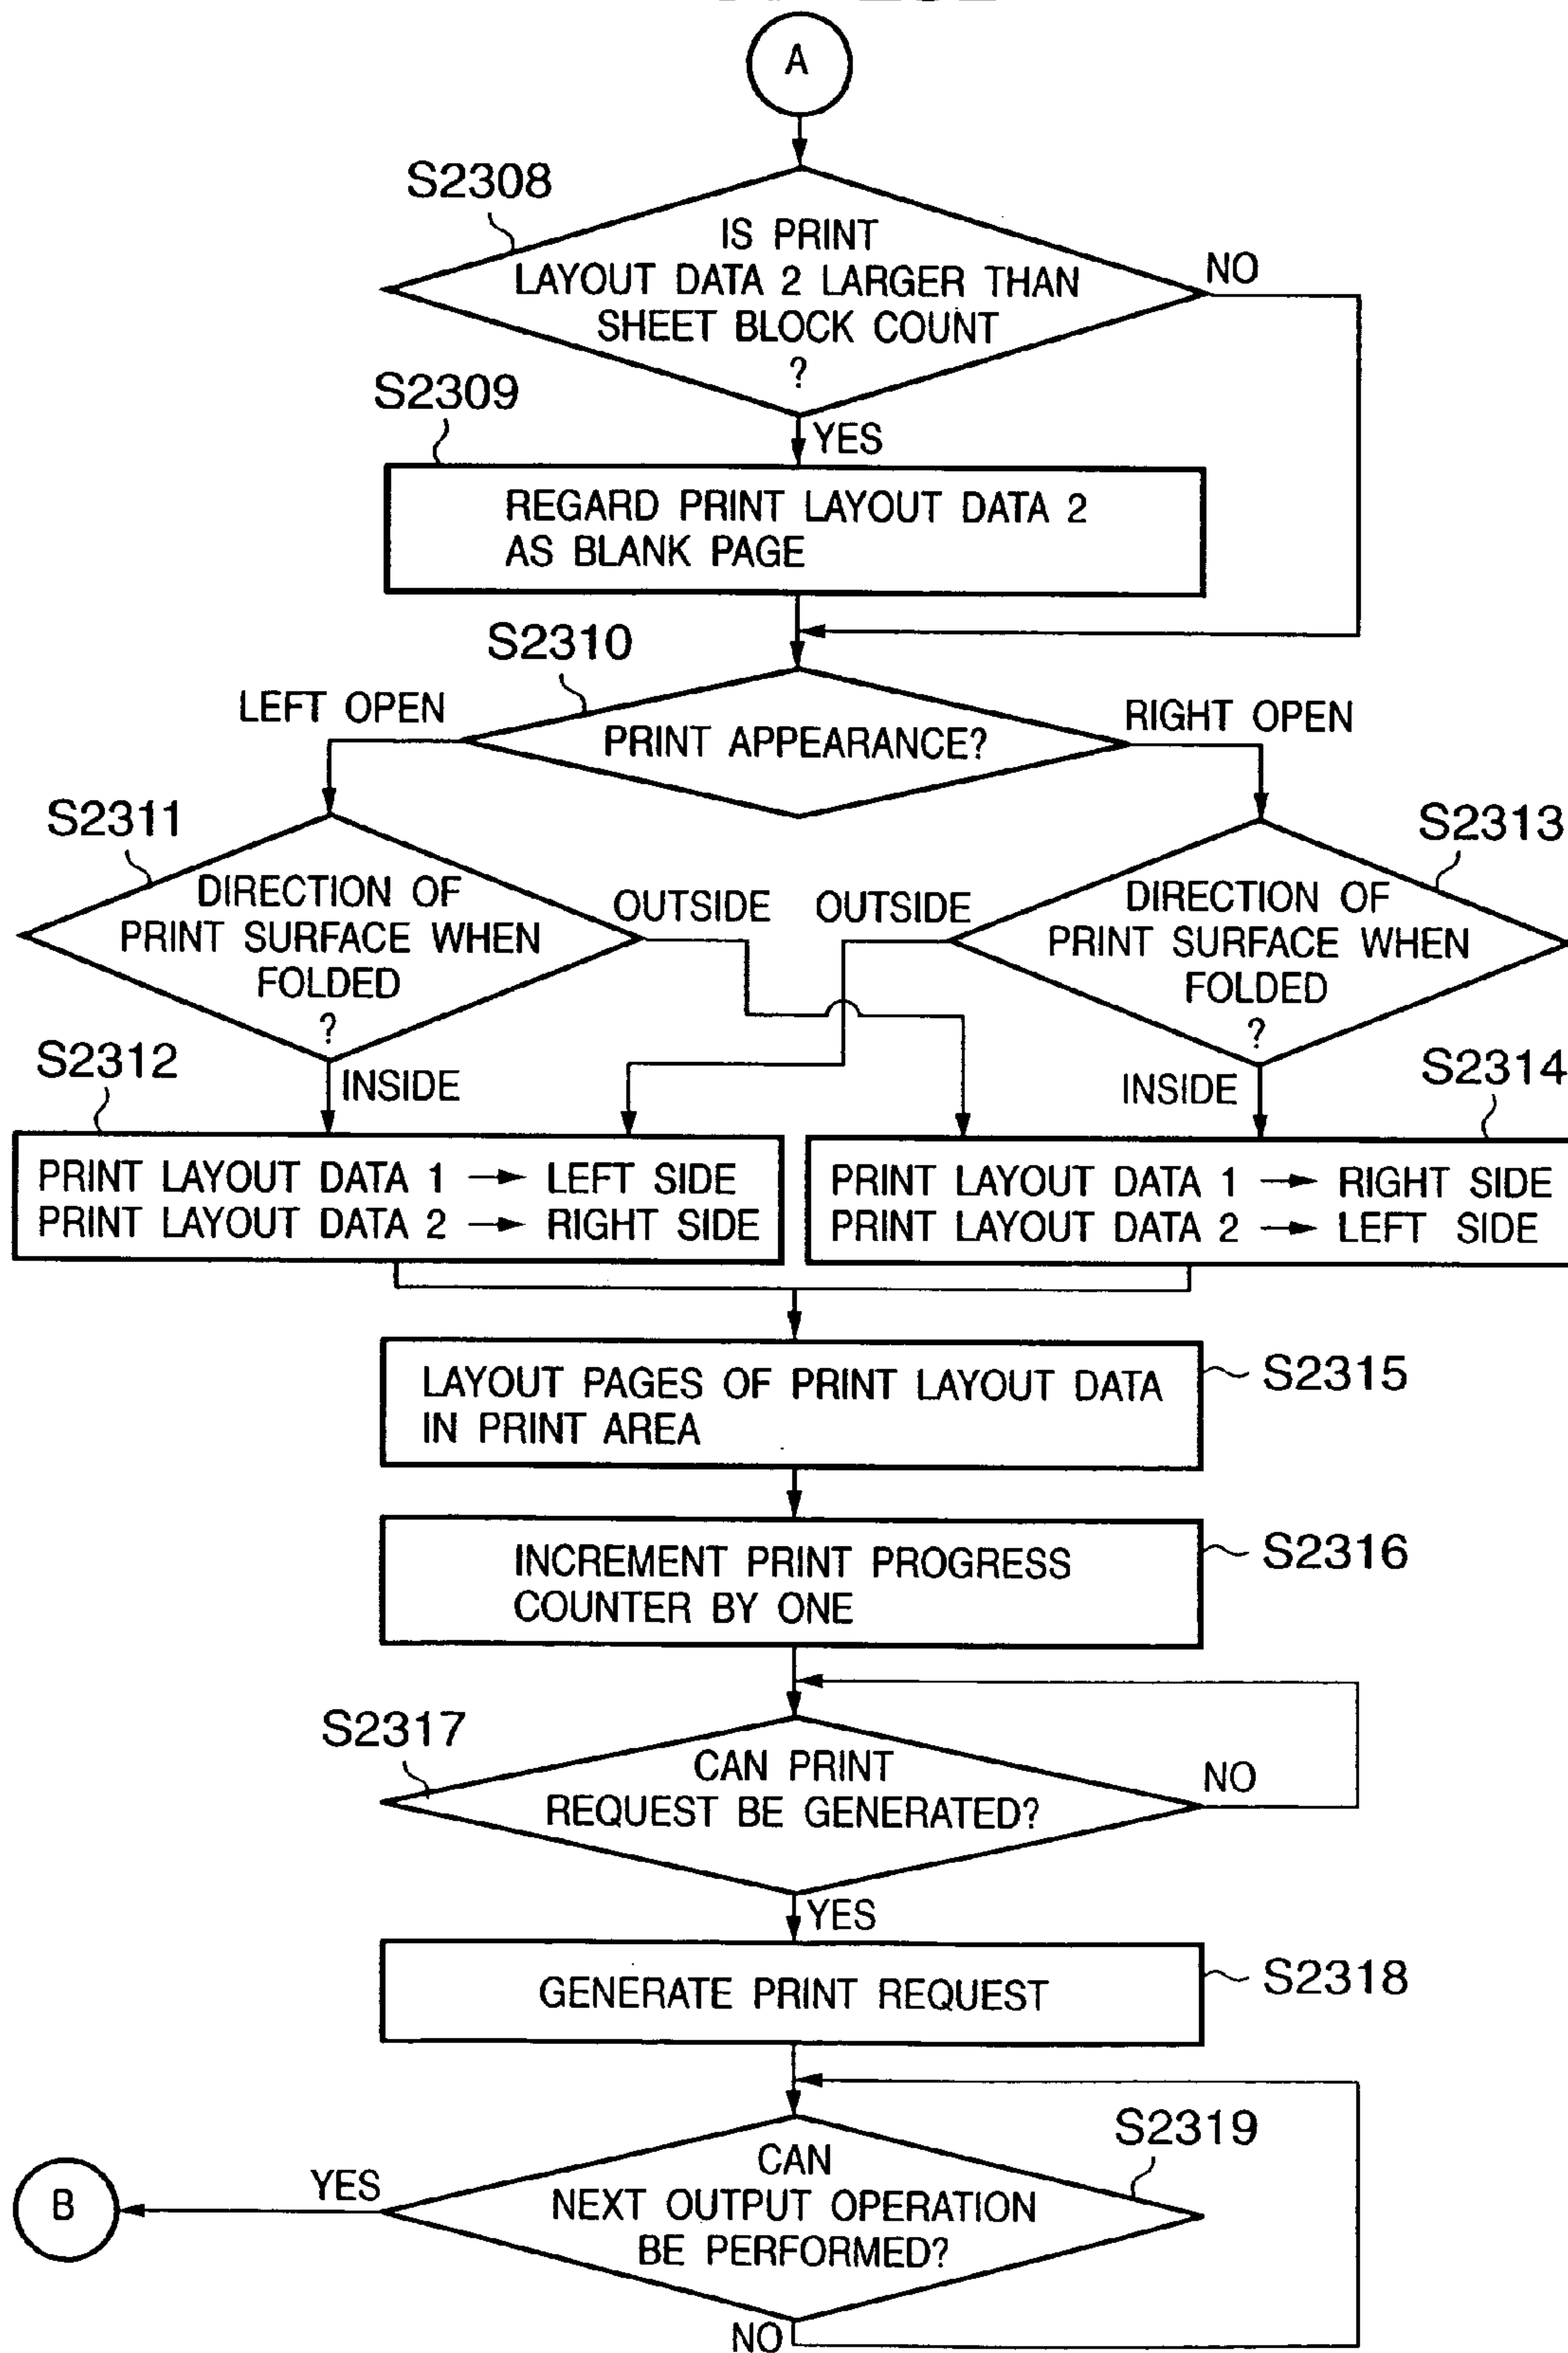 A
S2308
IS PRINT
LAYOUT DATA 2 LARGER THAN
SHEET BLOCK COUNT
?
NO
YES
S2309
REGARD PRINT LAYOUT DATA 2
AS BLANK PAGE
S2310
PRINT APPEARANCE?
LEFT OPEN
RIGHT OPEN
S2311
DIRECTION OF
PRINT SURFACE WHEN
FOLDED
?
OUTSIDE
INSIDE
S2313
DIRECTION OF
PRINT SURFACE WHEN
FOLDED
?
OUTSIDE
INSIDE
S2312
PRINT LAYOUT DATA 1 → LEFT SIDE
PRINT LAYOUT DATA 2 → RIGHT SIDE
S2314
PRINT LAYOUT DATA 1 → RIGHT SIDE
PRINT LAYOUT DATA 2 → LEFT SIDE
LAYOUT PAGES OF PRINT LAYOUT DATA
IN PRINT AREA
S2315
INCREMENT PRINT PROGRESS
COUNTER BY ONE
S2316
S2317
CAN PRINT
REQUEST BE GENERATED?
NO
YES
GENERATE PRINT REQUEST
S2318
S2319
CAN
NEXT OUTPUT OPERATION
BE PERFORMED?
YES
B
NO